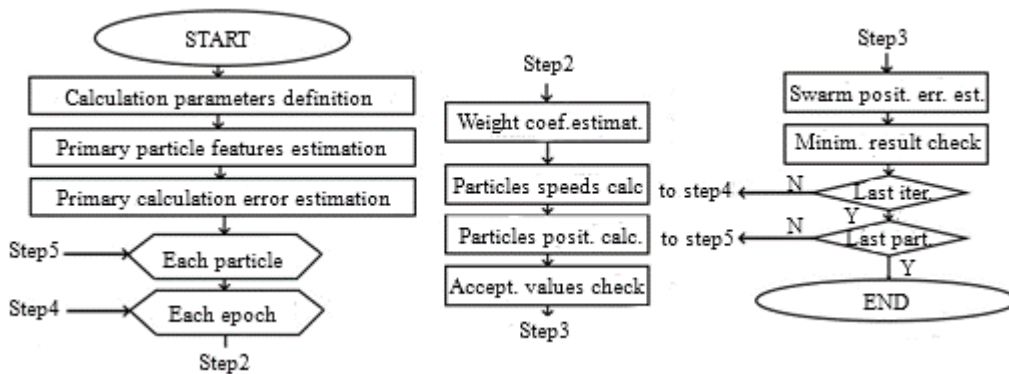 START
Calculation parameters definition
Primary particle features estimation
Primary calculation error estimation
Step5
Each particle
Step4
Each epoch
Step2
Step2
Weight coef.estimat.
Particles speeds calc
Particles posit. calc.
Accept. values check
Step3
Step3
Swarm posit. err. est.
Minim. result check
to step4
N
Last iter.
Y
to step5
N
Last part.
Y
END